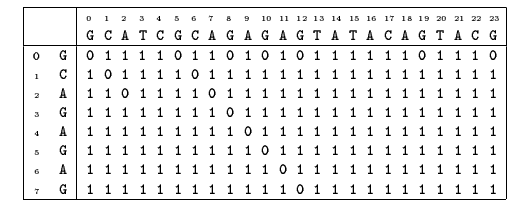 0 1 2 3 4 5 6 7 8 9 10 11 12 13 14 15 16 17 18 19 20 21 22 23
G C A T C G C A G A G A G T A T A C A G T A C G
0 G 0 1 1 1 1 0 1 1 0 1 0 1 0 1 1 1 1 1 1 0 1 1 1 0
1 C 1 0 1 1 1 1 0 1 1 1 1 1 1 1 1 1 1 1 1 1 1 1 1 1
2 A 1 1 0 1 1 1 1 0 1 1 1 1 1 1 1 1 1 1 1 1 1 1 1 1
3 G 1 1 1 1 1 1 1 1 0 1 1 1 1 1 1 1 1 1 1 1 1 1 1 1
4 A 1 1 1 1 1 1 1 1 1 0 1 1 1 1 1 1 1 1 1 1 1 1 1 1
5 G 1 1 1 1 1 1 1 1 1 1 0 1 1 1 1 1 1 1 1 1 1 1 1 1
6 A 1 1 1 1 1 1 1 1 1 1 1 0 1 1 1 1 1 1 1 1 1 1 1 1
7 G 1 1 1 1 1 1 1 1 1 1 1 1 0 1 1 1 1 1 1 1 1 1 1 1